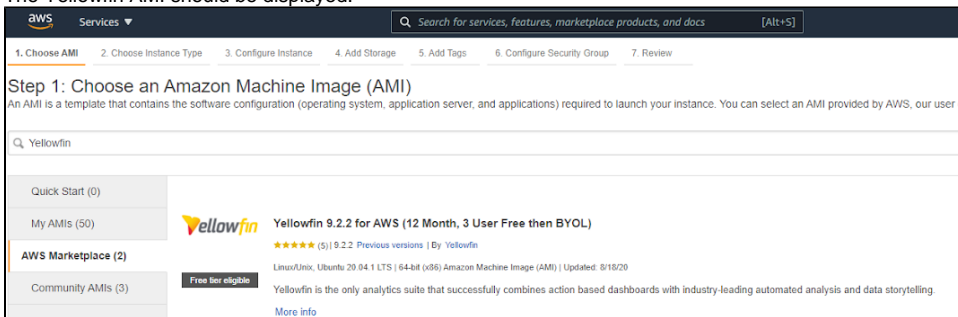 The Yellowfin AMI should be displayed.
aws Services ▼ Search for services, features, marketplace products, and docs [Alt+S]
1. Choose AMI 2. Choose Instance Type 3. Configure Instance 4. Add Storage 5. Add Tags 6. Configure Security Group 7. Review
Step 1: Choose an Amazon Machine Image (AMI)
An AMI is a template that contains the software configuration (operating system, application server, and applications) required to launch your instance. You can select an AMI provided by AWS, our user
Yellowfin
Quick Start (0)
My AMIs (50)
AWS Marketplace (2)
Community AMIs (3)
Yellowfin
Free tier eligible
Yellowfin 9.2.2 for AWS (12 Month, 3 User Free then BYOL)
★★★★★ (5) | 9.2.2 Previous versions | By Yellowfin
Linux/Unix, Ubuntu 20.04.1 LTS | 64-bit (x86) Amazon Machine Image (AMI) | Updated: 8/18/20
Yellowfin is the only analytics suite that successfully combines action based dashboards with industry-leading automated analysis and data storytelling.
More info